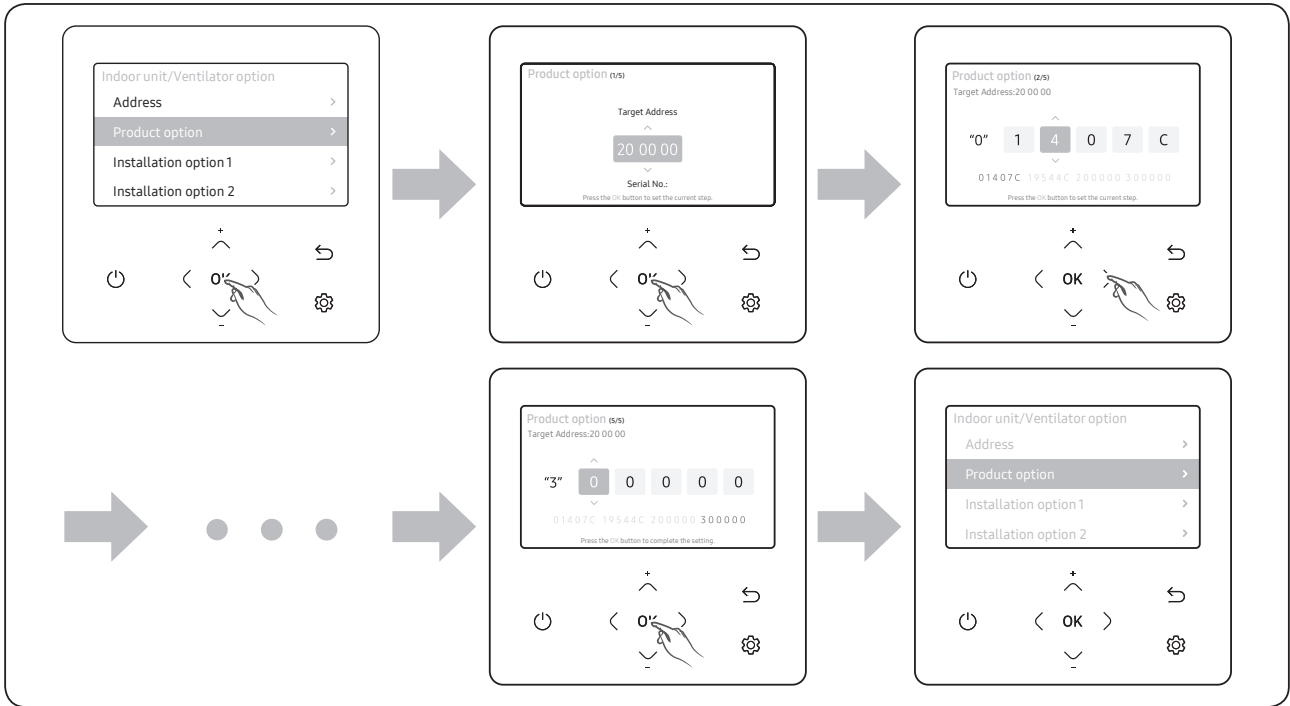 Indoor unit/Ventilator option
Address
Product option
Installation option 1
Installation option 2
+
OK
-
Product option (1/5)
Target Address
20 00 00
Serial No.:
Press the OK button to set the current step.
+
OK
-
Product option (2/5)
Target Address:20 00 00
“0” 1 4 0 7 C
01407C 19544C 200000 300000
Press the OK button to set the current step.
+
OK
-
Product option (5/5)
Target Address:20 00 00
“3” 0 0 0 0 0
01407C 19544C 200000 300000
Press the OK button to complete the setting.
+
OK
-
Indoor unit/Ventilator option
Address
Product option
Installation option 1
Installation option 2
+
OK
-